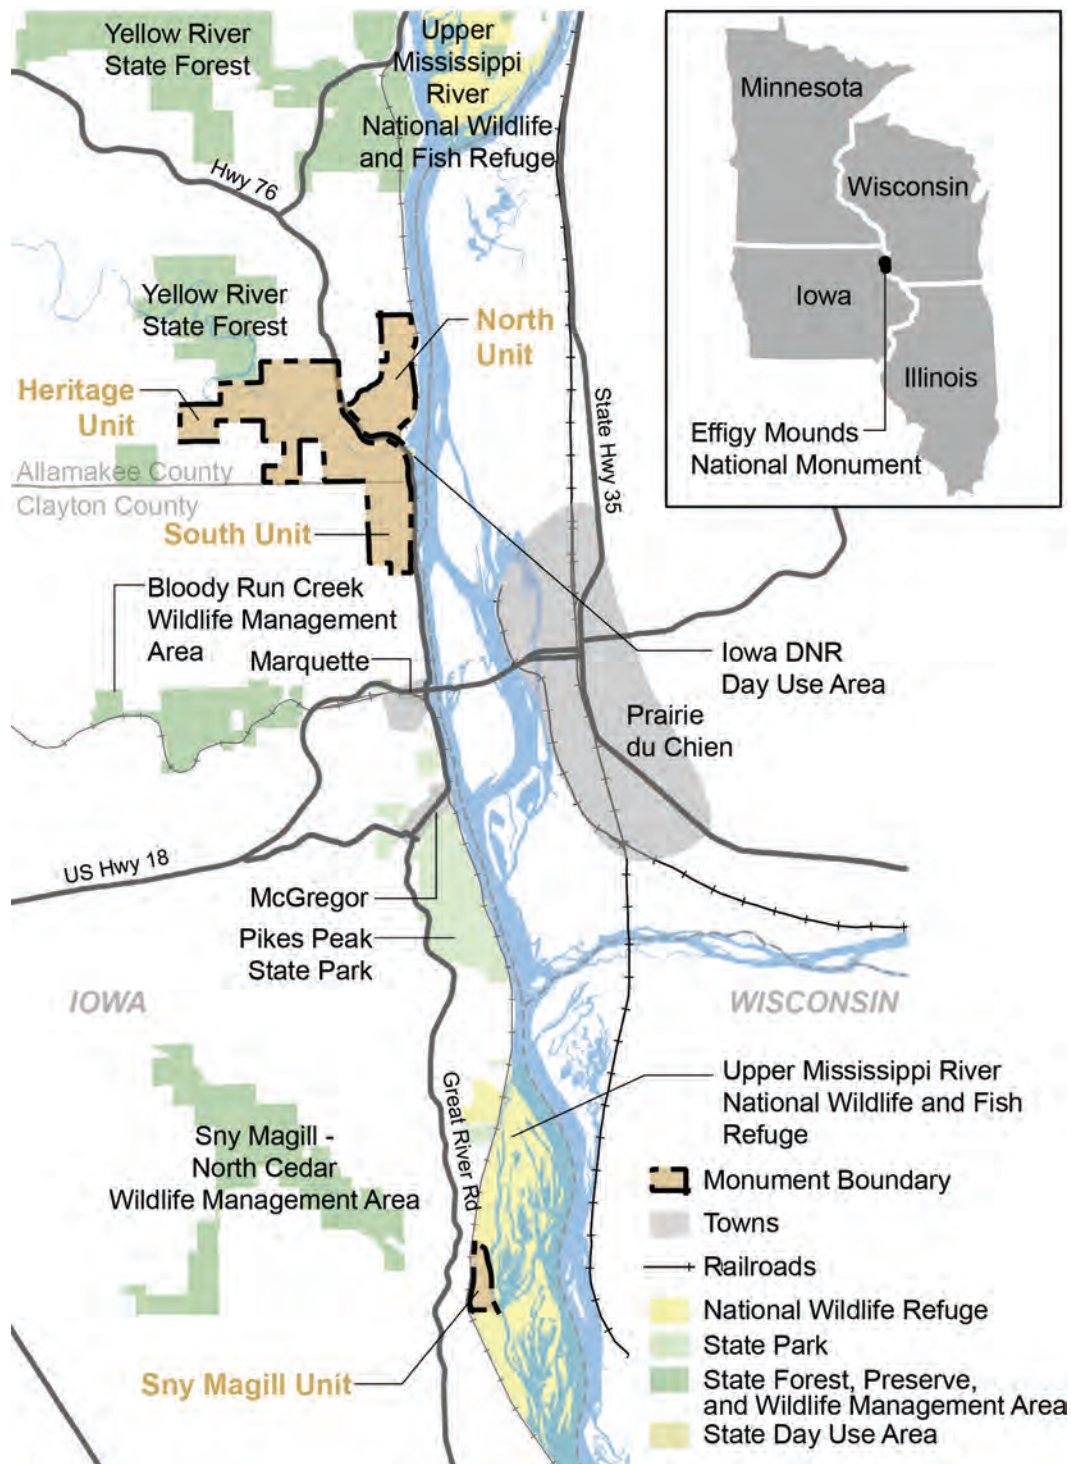 Yellow River
State Forest
Upper
Mississippi
River
National Wildlife
and Fish Refuge
Hwy 76
Minnesota
Wisconsin
Iowa
Illinois
Effigy Mounds
National Monument
Yellow River
State Forest
North
Unit
Heritage
Unit
State Hwy 35
Allamakee County
Clayton County
South Unit
Bloody Run Creek
Wildlife Management
Area
Marquette
Iowa DNR
Day Use Area
Prairie
du Chien
US Hwy 18
McGregor
Pikes Peak
State Park
IOWA
WISCONSIN
Great River Rd
Upper Mississippi River
National Wildlife and Fish
Refuge
Sny Magill -
North Cedar
Wildlife Management Area
Sny Magill Unit
Monument Boundary
Towns
Railroads
National Wildlife Refuge
State Park
State Forest, Preserve,
and Wildlife Management Area
State Day Use Area